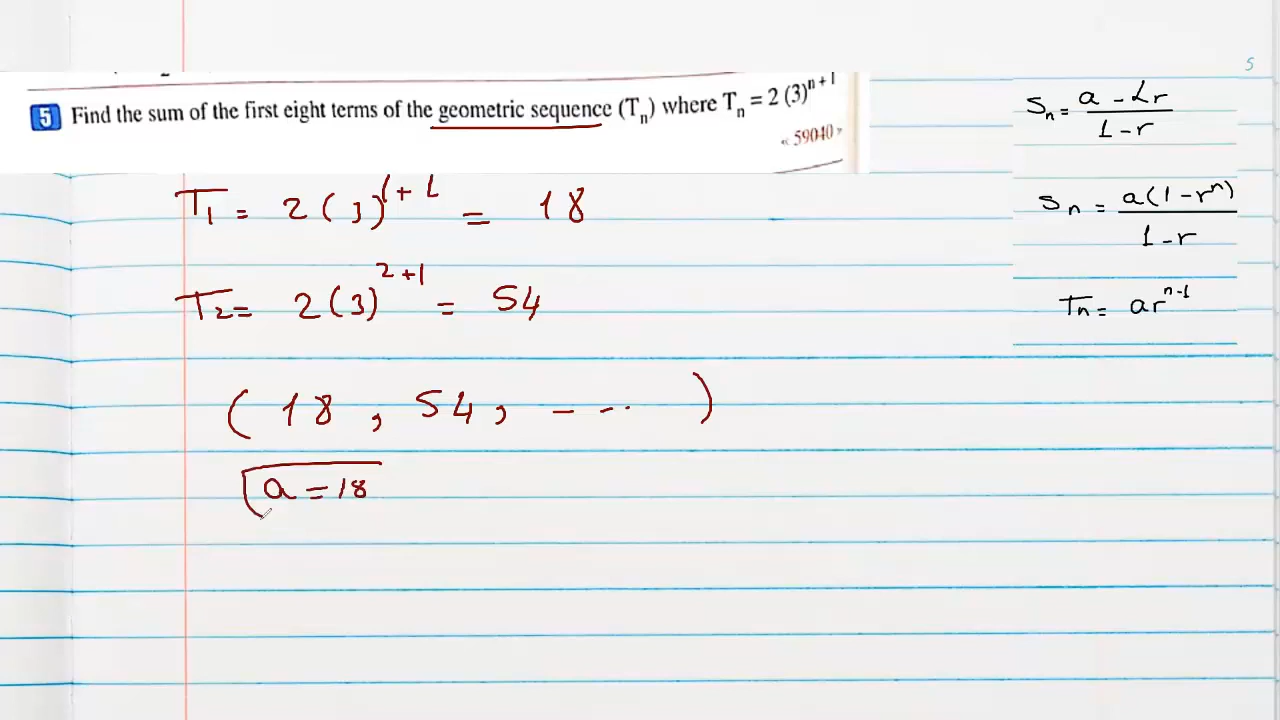 5
5 Find the sum of the first eight terms of the geometric sequence (Tₙ) where Tₙ = 2 (3)ⁿ⁺¹
« 59040 »
T₁ = 2 (3)¹⁺¹ = 18
T₂ = 2 (3)²⁺¹ = 54
( 18 , 54 , – - ·· )
a = 18
Sₙ = (a - Lr) / (1 - r)
Sₙ = a(1 - rⁿ) / (1 - r)
Tₙ = arⁿ⁻¹